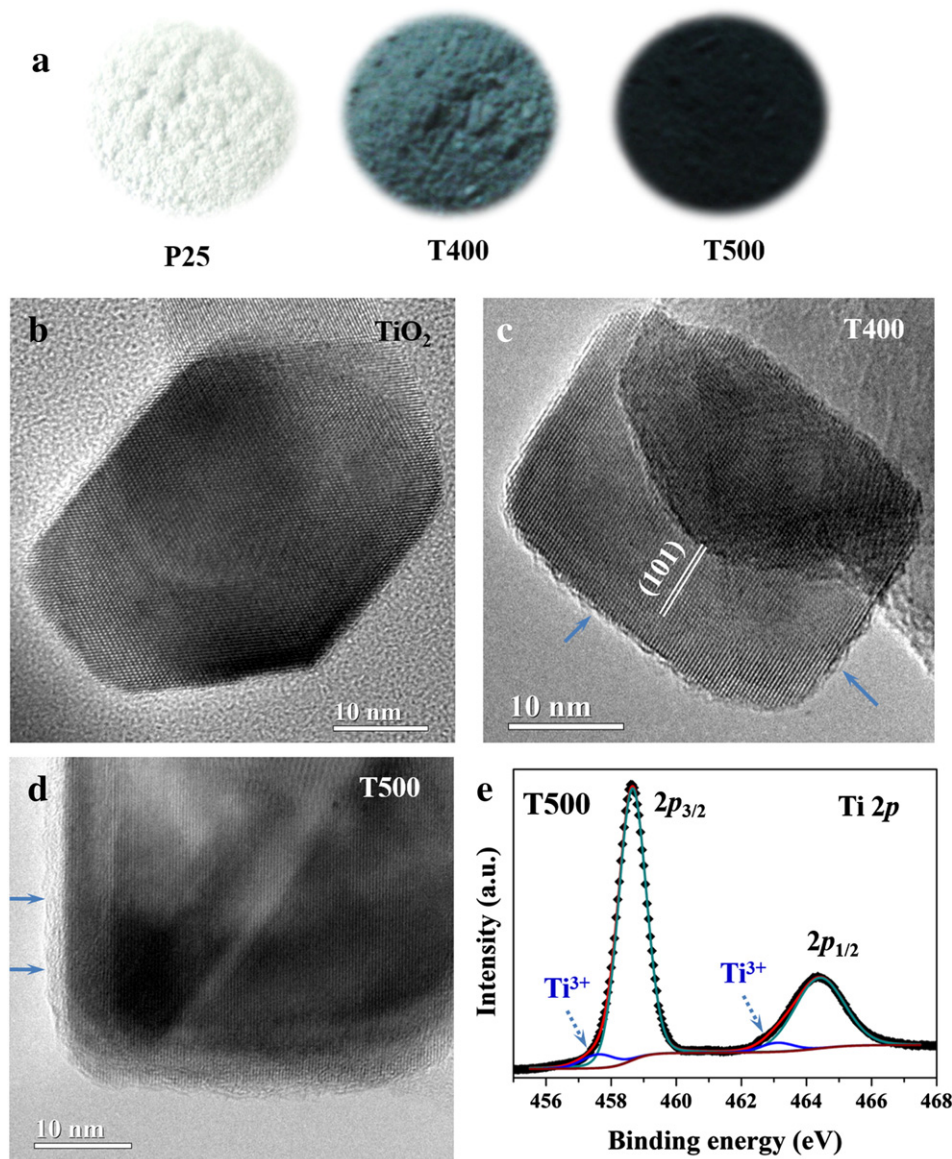 a
P25 T400 T500
b TiO₂
10 nm
c T400
(101)
10 nm
d T500
10 nm
e T500 2p₃/₂ Ti 2p
2p₁/₂
Ti³⁺ Ti³⁺
Intensity (a.u.)
456 458 460 462 464 466 468
Binding energy (eV)